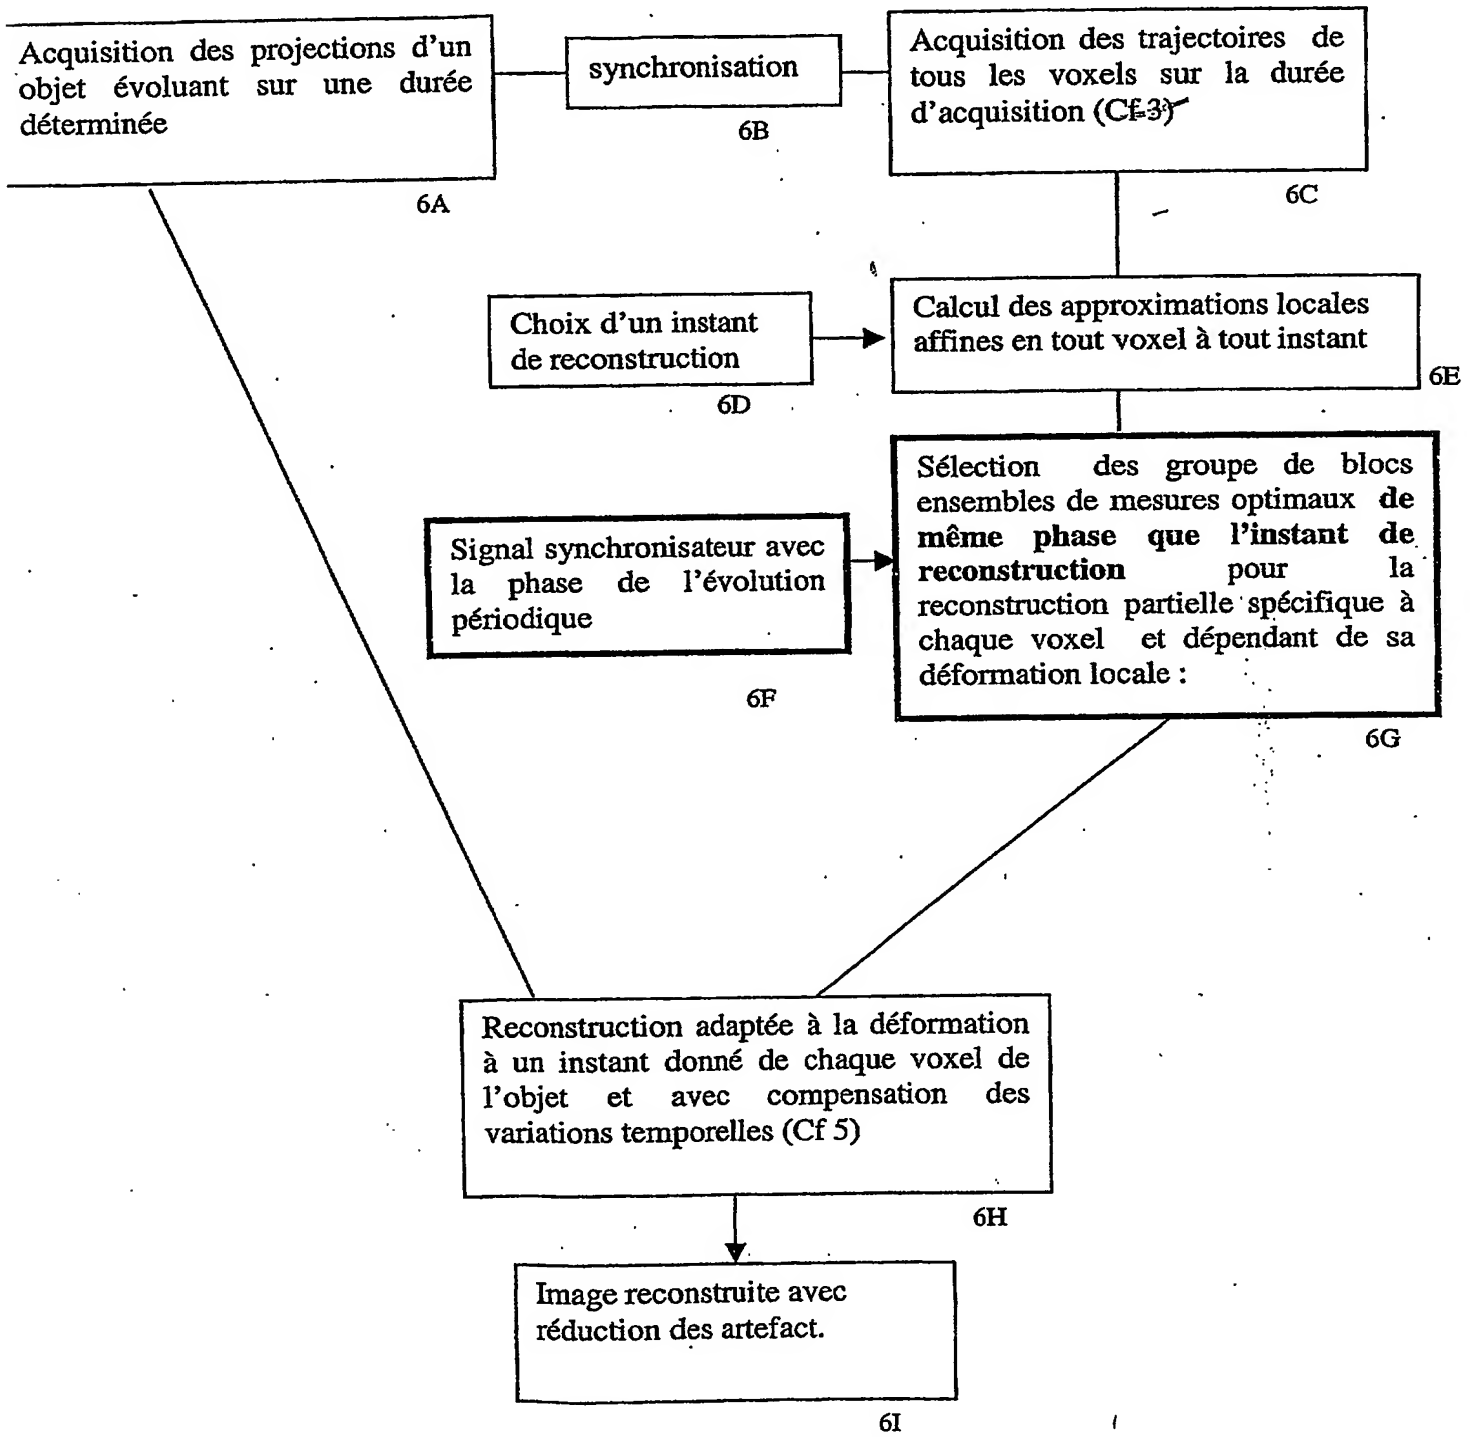 Acquisition des projections d'un
objet évoluant sur une durée
déterminée
6A
synchronisation
6B
Acquisition des trajectoires de
tous les voxels sur la durée
d'acquisition (Cf 3)
6C
Choix d'un instant
de reconstruction
6D
Calcul des approximations locales
affines en tout voxel à tout instant
6E
Signal synchronisateur avec
la phase de l'évolution
périodique
6F
Sélection des groupe de blocs
ensembles de mesures optimaux de
même phase que l'instant de
reconstruction pour la
reconstruction partielle spécifique à
chaque voxel et dépendant de sa
déformation locale :
6G
Reconstruction adaptée à la déformation
à un instant donné de chaque voxel de
l'objet et avec compensation des
variations temporelles (Cf 5)
6H
Image reconstruite avec
réduction des artefact.
6I